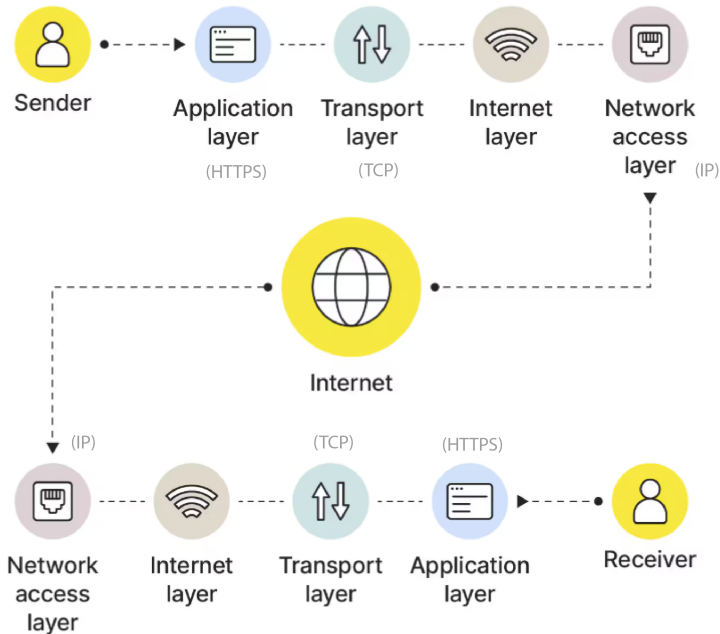 Sender
Application
layer
(HTTPS)
Transport
layer
(TCP)
Internet
layer
Network
access
layer (IP)
Internet
(IP)
(TCP)
(HTTPS)
Network
access
layer
Internet
layer
Transport
layer
Application
layer
Receiver